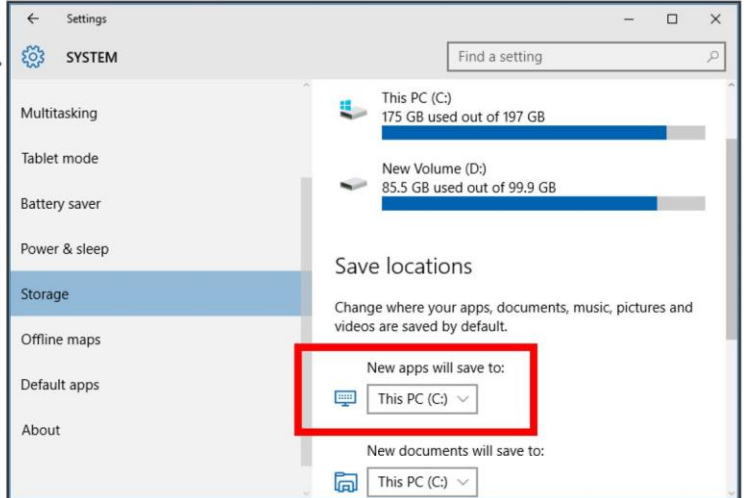 Settings
SYSTEM
Find a setting
Multitasking
Tablet mode
Battery saver
Power & sleep
Storage
Offline maps
Default apps
About
This PC (C:)
175 GB used out of 197 GB
New Volume (D:)
85.5 GB used out of 99.9 GB
Save locations
Change where your apps, documents, music, pictures and
videos are saved by default.
New apps will save to:
This PC (C:)
New documents will save to:
This PC (C:)